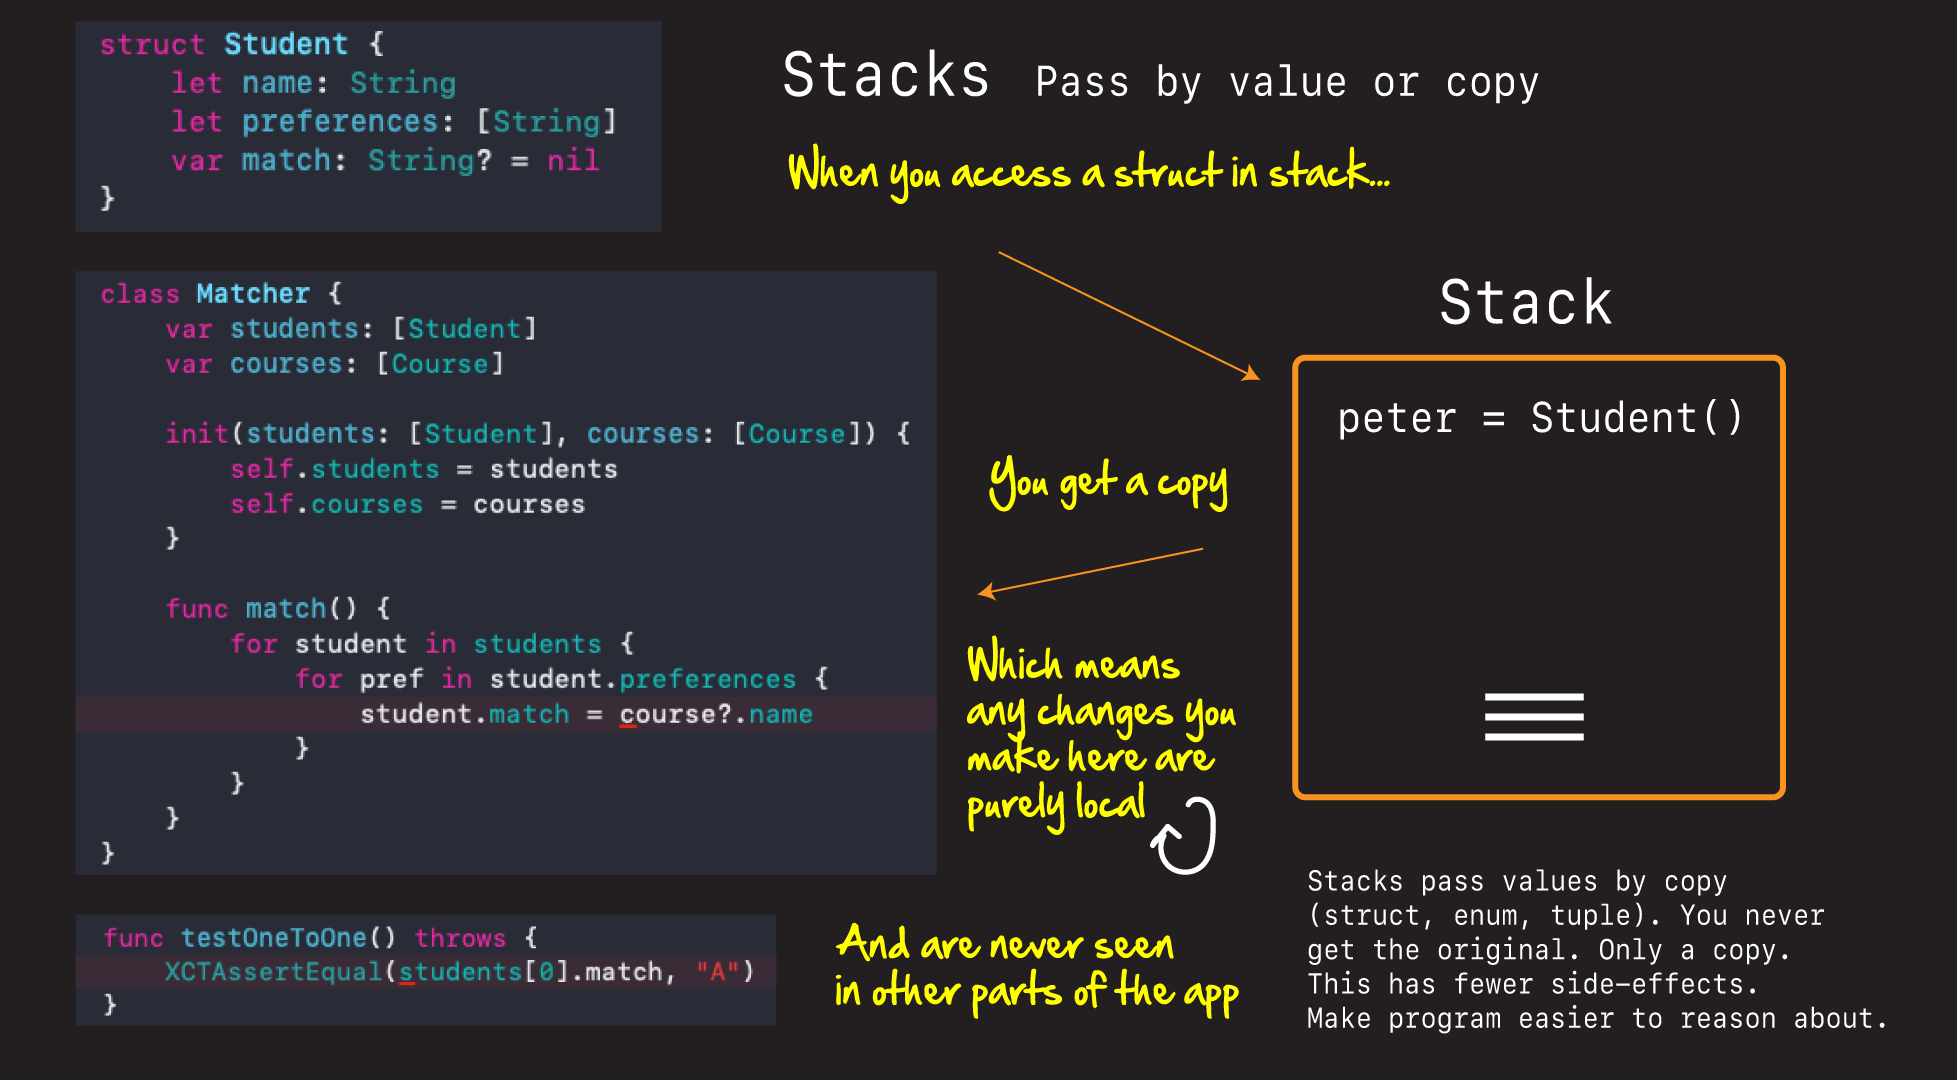 struct Student {
    let name: String
    let preferences: [String]
    var match: String? = nil
}
Stacks Pass by value or copy
When you access a struct in stack...
class Matcher {
    var students: [Student]
    var courses: [Course]
    init(students: [Student], courses: [Course]) {
        self.students = students
        self.courses = courses
    }
    func match() {
        for student in students {
            for pref in student.preferences {
                student.match = course?.name
            }
        }
    }
}
Stack
peter = Student()
You get a copy
Which means
any changes you
make here are
purely local
func testOneToOne() throws {
    XCTAssertEqual(students[0].match, "A")
}
And are never seen
in other parts of the app
Stacks pass values by copy
(struct, enum, tuple). You never
get the original. Only a copy.
This has fewer side-effects.
Make program easier to reason about.